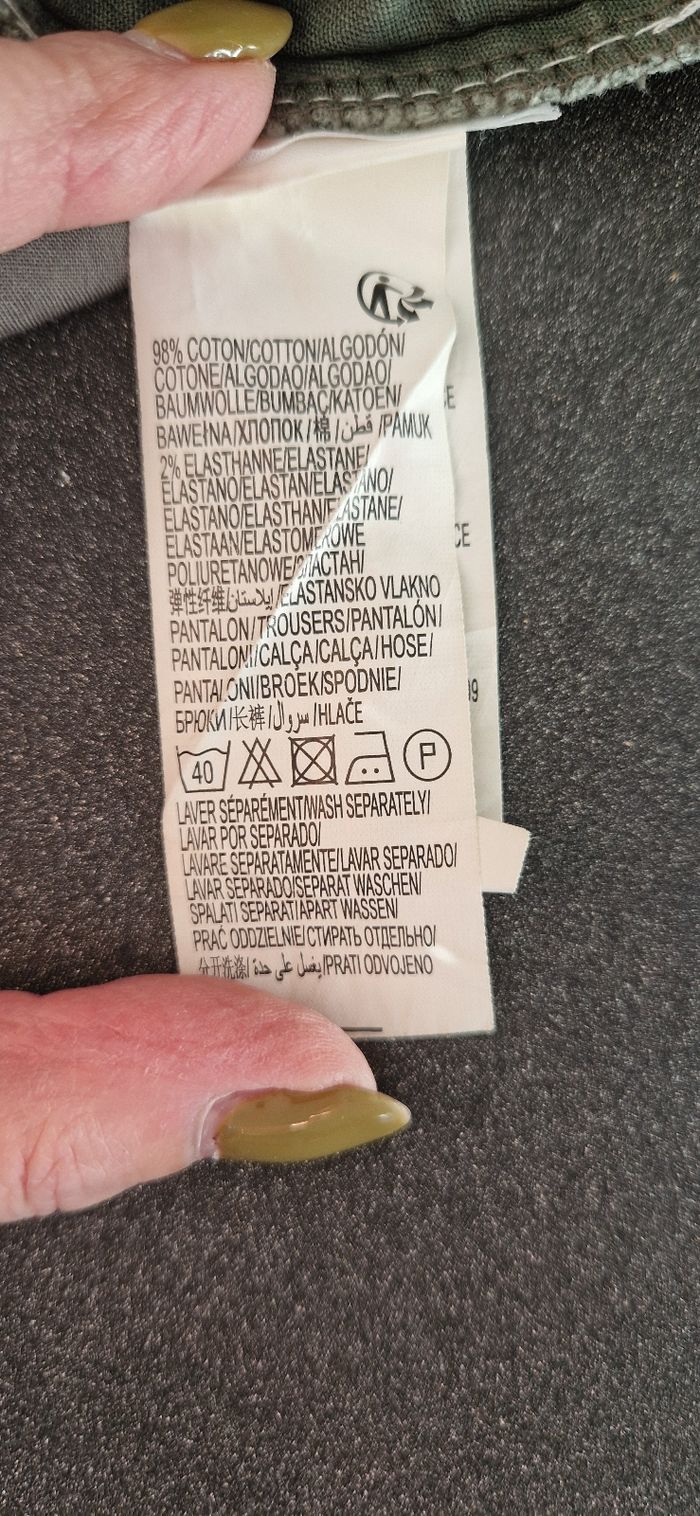 98% COTON/COTTON/ALGODÓN/
COTONE/ALGODAO/ALGODAO/
BAUMWOLLE/BUMBAC/KATOEN/
BAWEŁNA/ХЛОПОК/棉/قطن/PAMUK
2% ELASTHANNE/ELASTANE/
ELASTANO/ELASTAN/ELASTANO/
ELASTANO/ELASTHAN/ELASTANE/
ELASTAAN/ELASTOMEROWE
POLIURETANOWE/ЭЛАСТАН/
弹性纤维/إيلاستان/ELASTANSKO VLAKNO
PANTALON/TROUSERS/PANTALÓN/
PANTALONI/CALÇA/CALÇA/HOSE/
PANTALONI/BROEK/SPODNIE/
БРЮКИ/长裤/سروال/HLAČE
40 P
LAVER SÉPARÉMENT/WASH SEPARATELY/
LAVAR POR SEPARADO/
LAVARE SEPARATAMENTE/LAVAR SEPARADO/
LAVAR SEPARADO/SEPARAT WASCHEN/
SPALATI SEPARAT/APART WASSEN/
PRAĆ ODDZIELNIE/СТИРАТЬ ОТДЕЛЬНО/
分开洗涤/يغسل على حدة/PRATI ODVOJENO